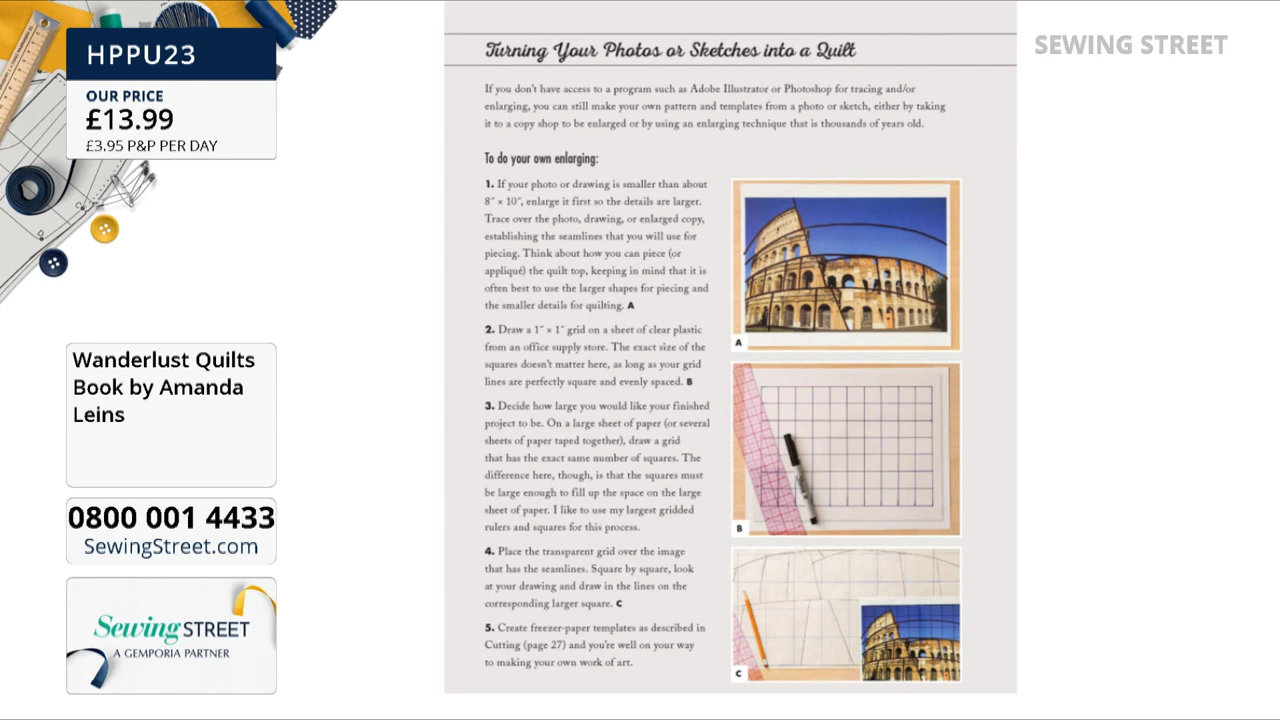 HPPU23
OUR PRICE
£13.99
£3.95 P&P PER DAY
Wanderlust Quilts
Book by Amanda
Leins
0800 001 4433
SewingStreet.com
Sewing STREET
A GEMPORIA PARTNER
SEWING STREET
Turning Your Photos or Sketches into a Quilt
If you don't have access to a program such as Adobe Illustrator or Photoshop for tracing and/or
enlarging, you can still make your own pattern and templates from a photo or sketch, either by taking
it to a copy shop to be enlarged or by using an enlarging technique that is thousands of years old.
To do your own enlarging:
1. If your photo or drawing is smaller than about
8″ × 10″, enlarge it first so the details are larger.
Trace over the photo, drawing, or enlarged copy,
establishing the seamlines that you will use for
piecing. Think about how you can piece (or
appliqué) the quilt top, keeping in mind that it is
often best to use the larger shapes for piecing and
the smaller details for quilting. A
2. Draw a 1″ × 1″ grid on a sheet of clear plastic
from an office supply store. The exact size of the
squares doesn't matter here, as long as your grid
lines are perfectly square and evenly spaced. B
3. Decide how large you would like your finished
project to be. On a large sheet of paper (or several
sheets of paper taped together), draw a grid
that has the exact same number of squares. The
difference here, though, is that the squares must
be large enough to fill up the space on the large
sheet of paper. I like to use my largest gridded
rulers and squares for this process.
4. Place the transparent grid over the image
that has the seamlines. Square by square, look
at your drawing and draw in the lines on the
corresponding larger square. C
5. Create freezer-paper templates as described in
Cutting (page 27) and you're well on your way
to making your own work of art.
A
B
C